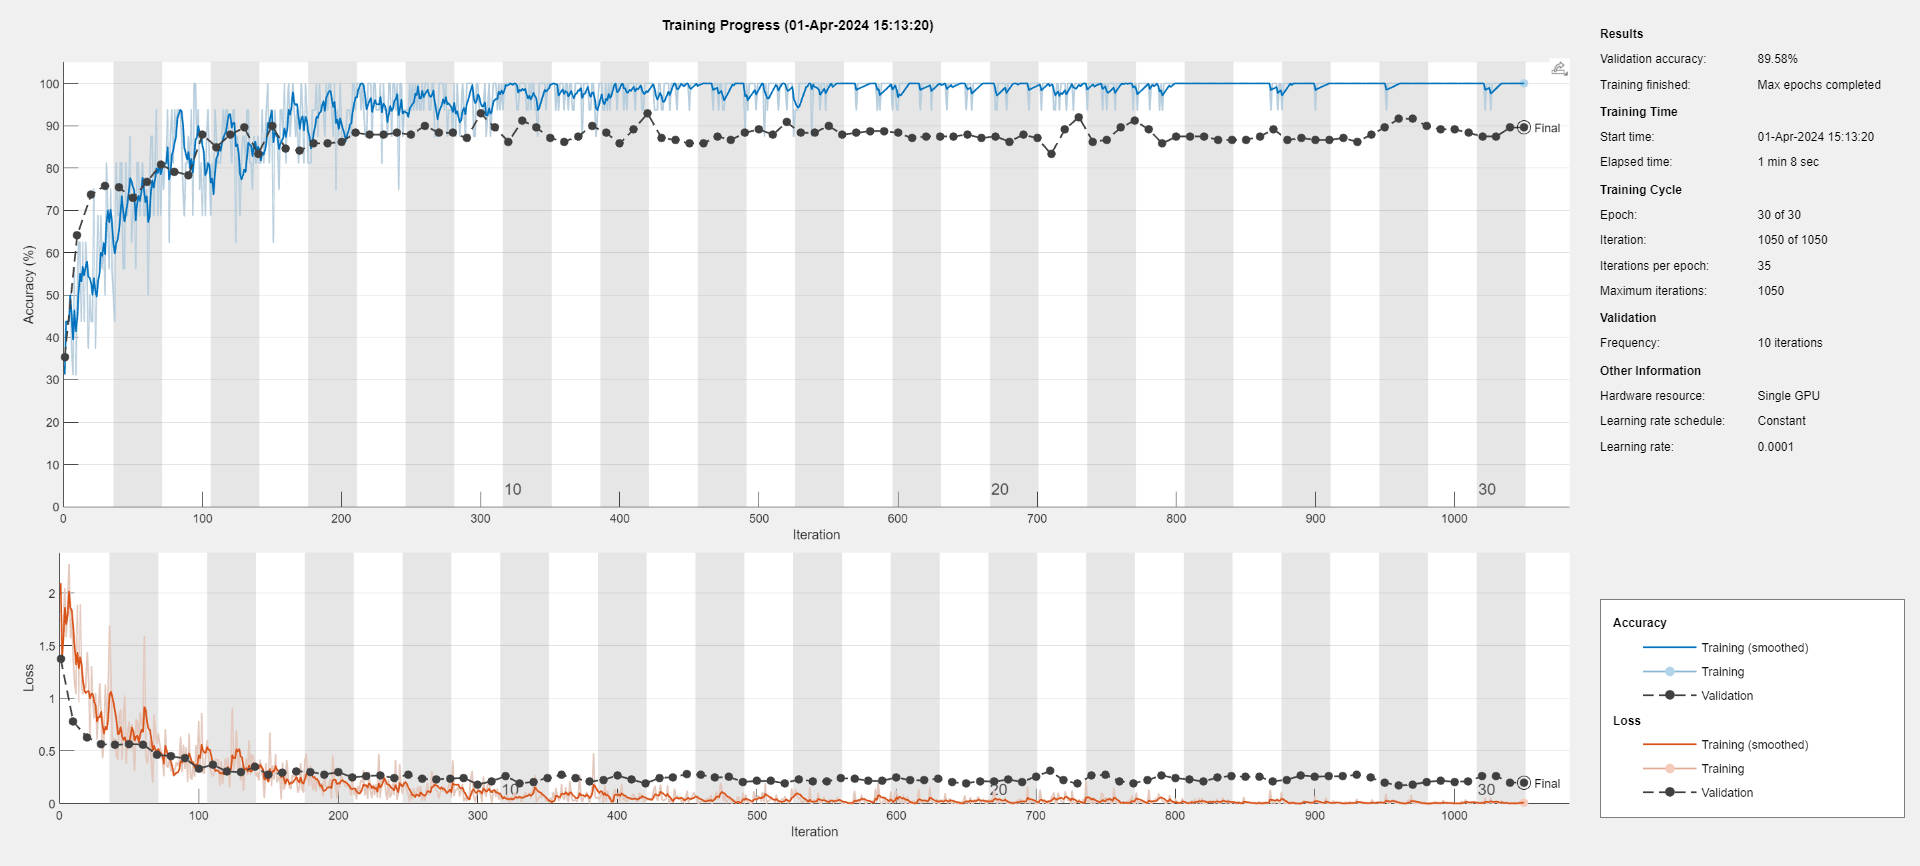 Training Progress (01-Apr-2024 15:13:20)
100
90
80
70
60
50
40
30
20
10
0
Accuracy (%)
Final
10
20
30
0 100 200 300 400 500 600 700 800 900 1000
Iteration
2
1.5
1
0.5
0
Loss
Final
10
20
30
0 100 200 300 400 500 600 700 800 900 1000
Iteration
Results
Validation accuracy: 89.58%
Training finished: Max epochs completed
Training Time
Start time: 01-Apr-2024 15:13:20
Elapsed time: 1 min 8 sec
Training Cycle
Epoch: 30 of 30
Iteration: 1050 of 1050
Iterations per epoch: 35
Maximum iterations: 1050
Validation
Frequency: 10 iterations
Other Information
Hardware resource: Single GPU
Learning rate schedule: Constant
Learning rate: 0.0001
Accuracy
Training (smoothed)
Training
Validation
Loss
Training (smoothed)
Training
Validation